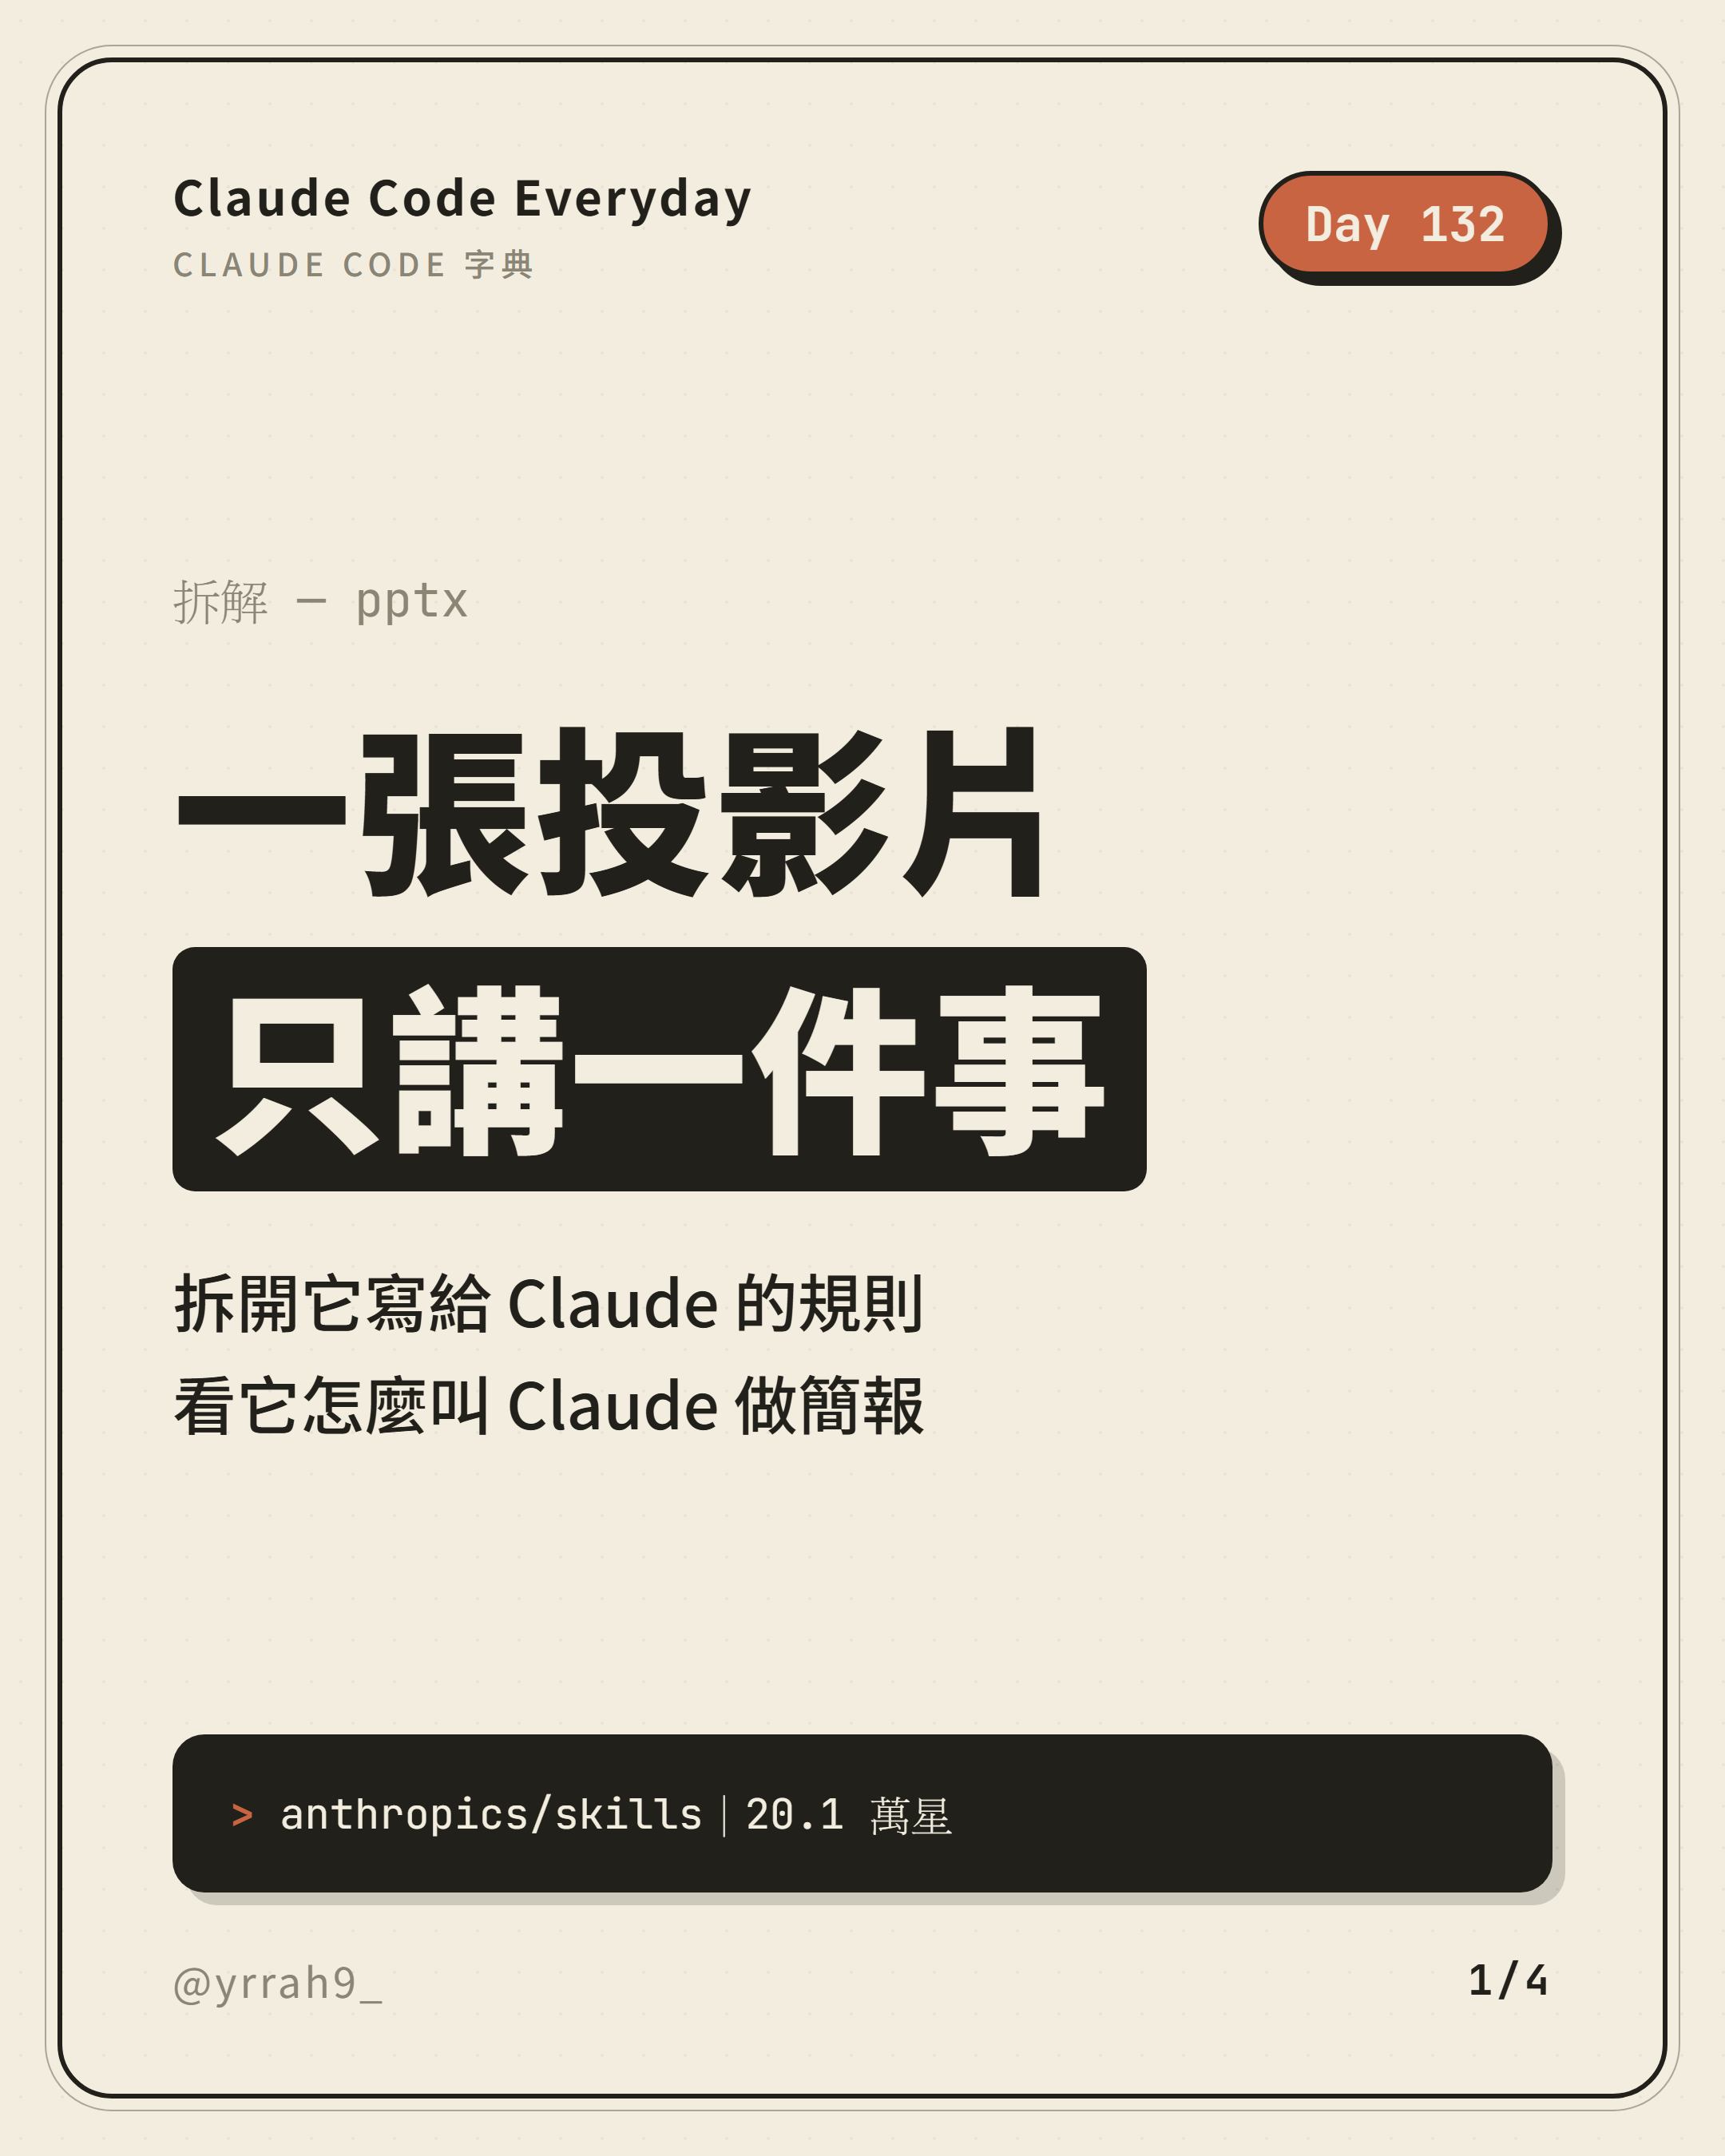 Claude Code Everyday
CLAUDE CODE 字典
Day 132
拆解 — pptx
一張投影片
只講一件事
拆開它寫給 Claude 的規則
看它怎麼叫 Claude 做簡報
> anthropics/skills｜20.1 萬星
@yrrah9_
1/4